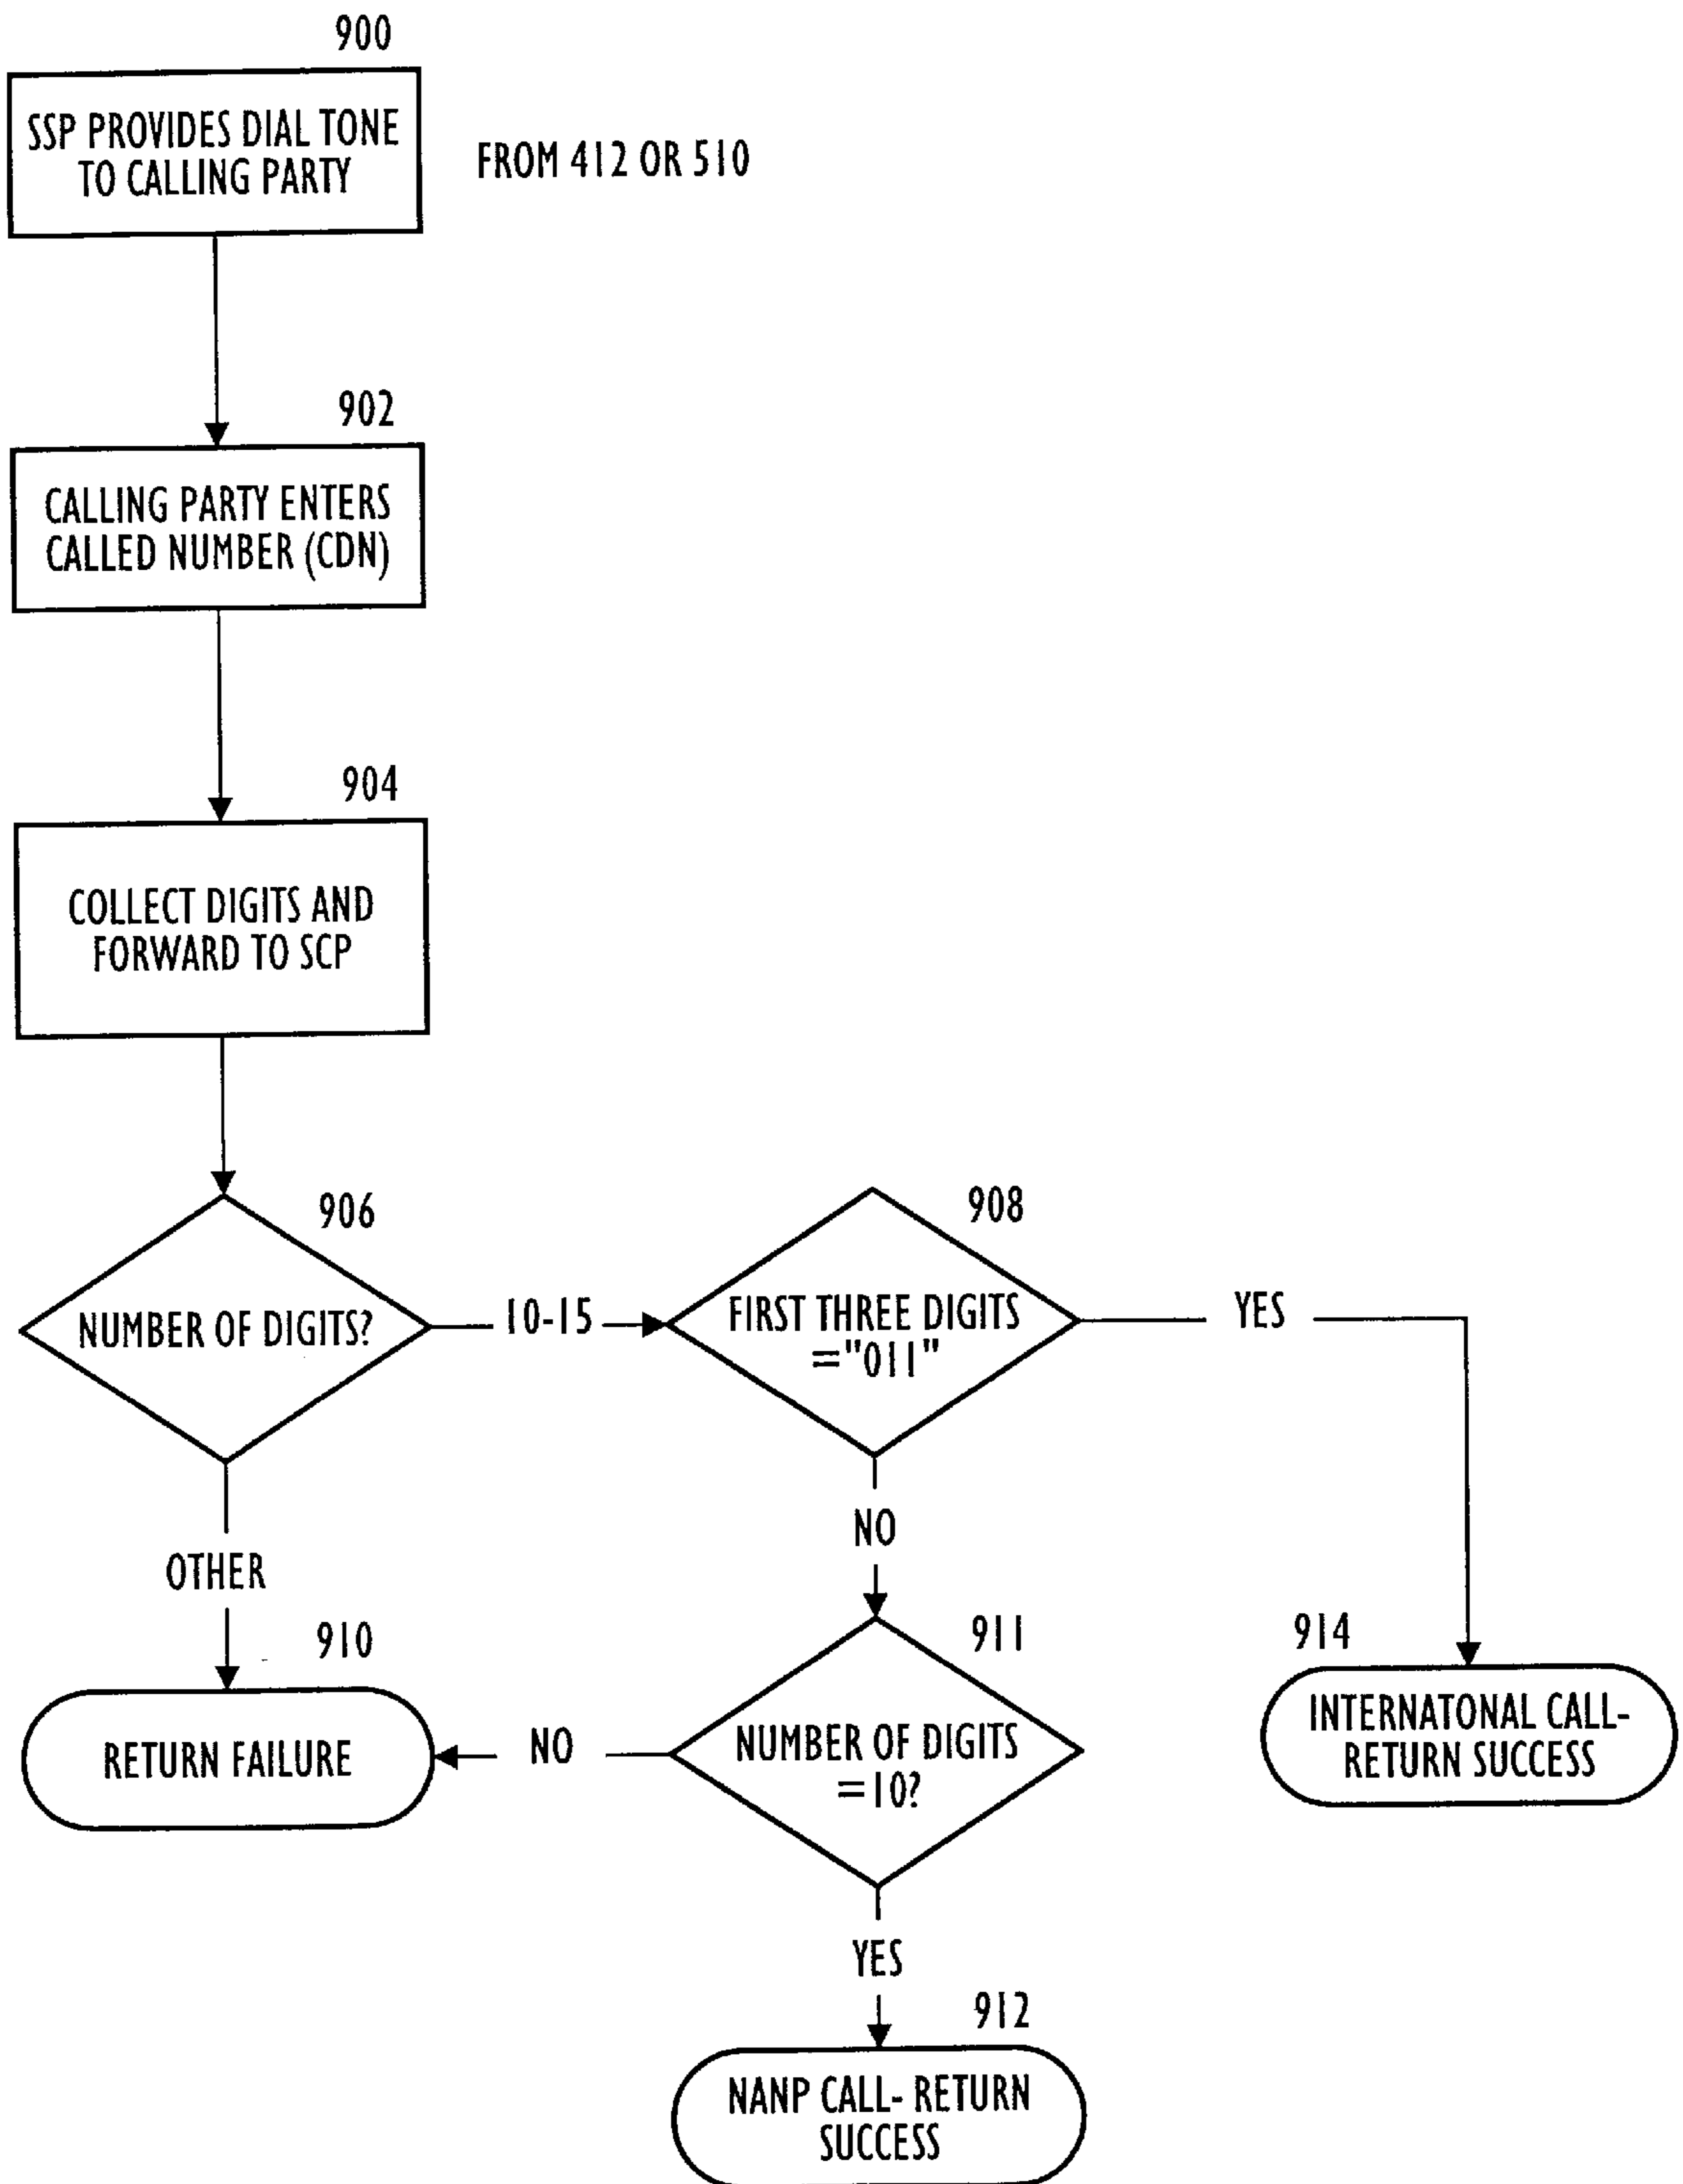 900
SSP PROVIDES DIAL TONE
TO CALLING PARTY
FROM 412 OR 510
902
CALLING PARTY ENTERS
CALLED NUMBER (CDN)
904
COLLECT DIGITS AND
FORWARD TO SCP
906
NUMBER OF DIGITS?
10-15
908
FIRST THREE DIGITS
="011"
YES
NO
OTHER
910
RETURN FAILURE
NO
911
NUMBER OF DIGITS
=10?
914
INTERNATONAL CALL-
RETURN SUCCESS
YES
912
NANP CALL- RETURN
SUCCESS